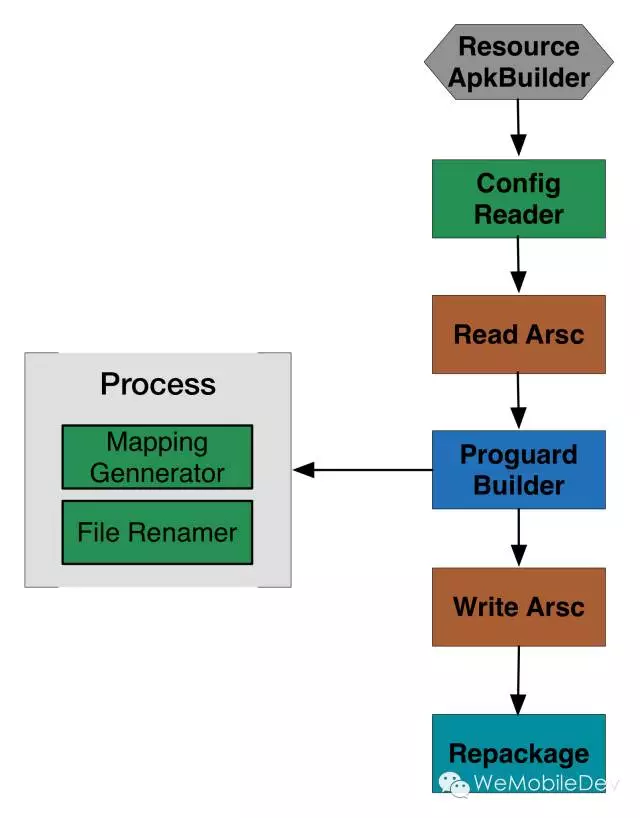 Resource
ApkBuilder
Config
Reader
Read Arsc
Process
Mapping
Gennerator
File Renamer
Proguard
Builder
Write Arsc
Repackage
WeMobileDev